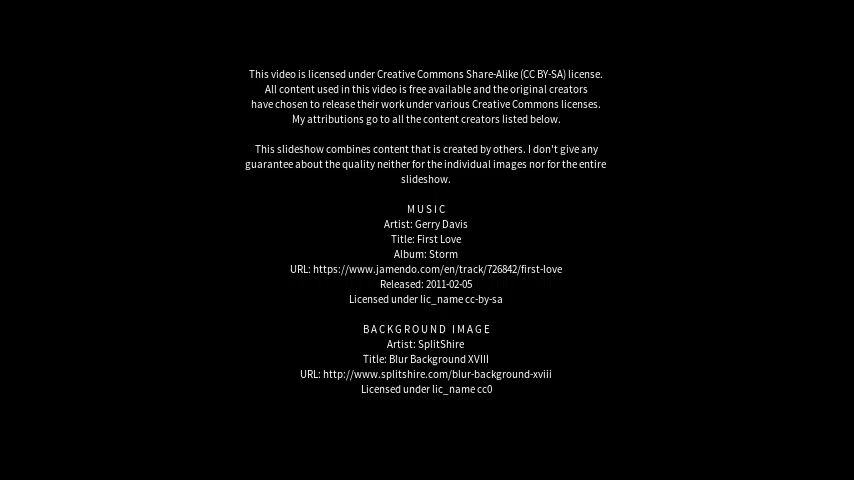 This video is licensed under Creative Commons Share-Alike (CC BY-SA) license.
All content used in this video is free available and the original creators
have chosen to release their work under various Creative Commons licenses.
My attributions go to all the content creators listed below.
This slideshow combines content that is created by others. I don't give any
guarantee about the quality neither for the individual images nor for the entire
slideshow.
MUSIC
Artist: Gerry Davis
Title: First Love
Album: Storm
URL: https://www.jamendo.com/en/track/726842/first-love
Released: 2011-02-05
Licensed under lic_name cc-by-sa
BACKGROUND IMAGE
Artist: SplitShire
Title: Blur Background XVIII
URL: http://www.splitshire.com/blur-background-xviii
Licensed under lic_name cc0